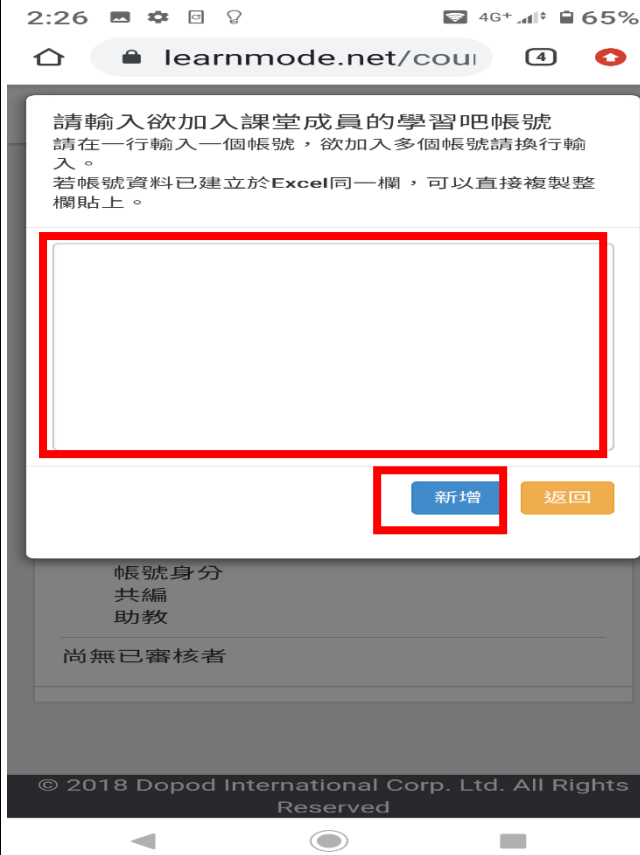 2:26 4G+ 65%
learnmode.net/cour 4
請輸入欲加入課堂成員的學習吧帳號
請在一行輸入一個帳號，欲加入多個帳號請換行輸
入。
若帳號資料已建立於Excel同一欄，可以直接複製整
欄貼上。
新增 返回
帳號身分
共編
助教
尚無已審核者
© 2018 Dopod International Corp. Ltd. All Rights
Reserved